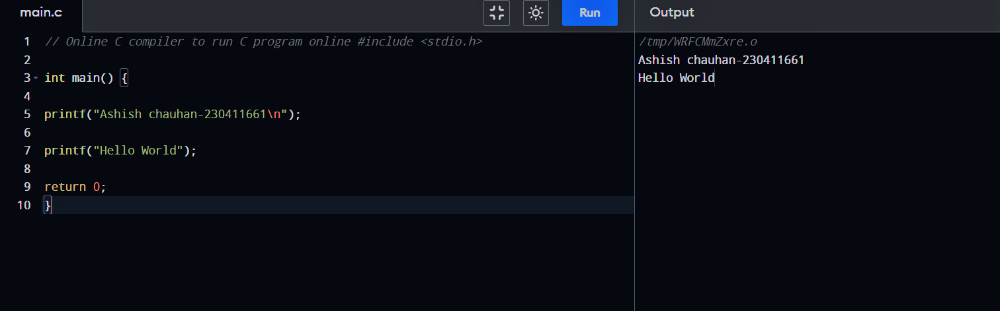 main.c
Run
Output
1 // Online C compiler to run C program online #include <stdio.h>
2
3 int main() {
4
5 printf("Ashish chauhan-230411661\n");
6
7 printf("Hello World");
8
9 return 0;
10 }
/tmp/WRFCMmZxre.o
Ashish chauhan-230411661
Hello World